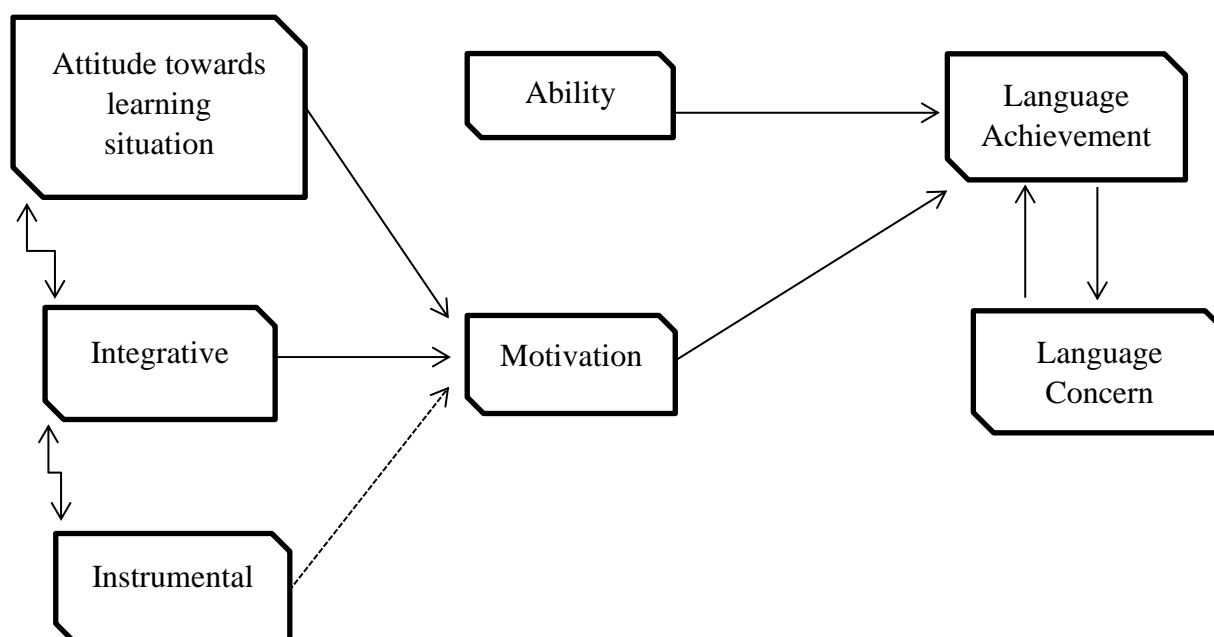 Attitude towards
learning
situation
Ability
Language
Achievement
Integrative
Motivation
Language
Concern
Instrumental